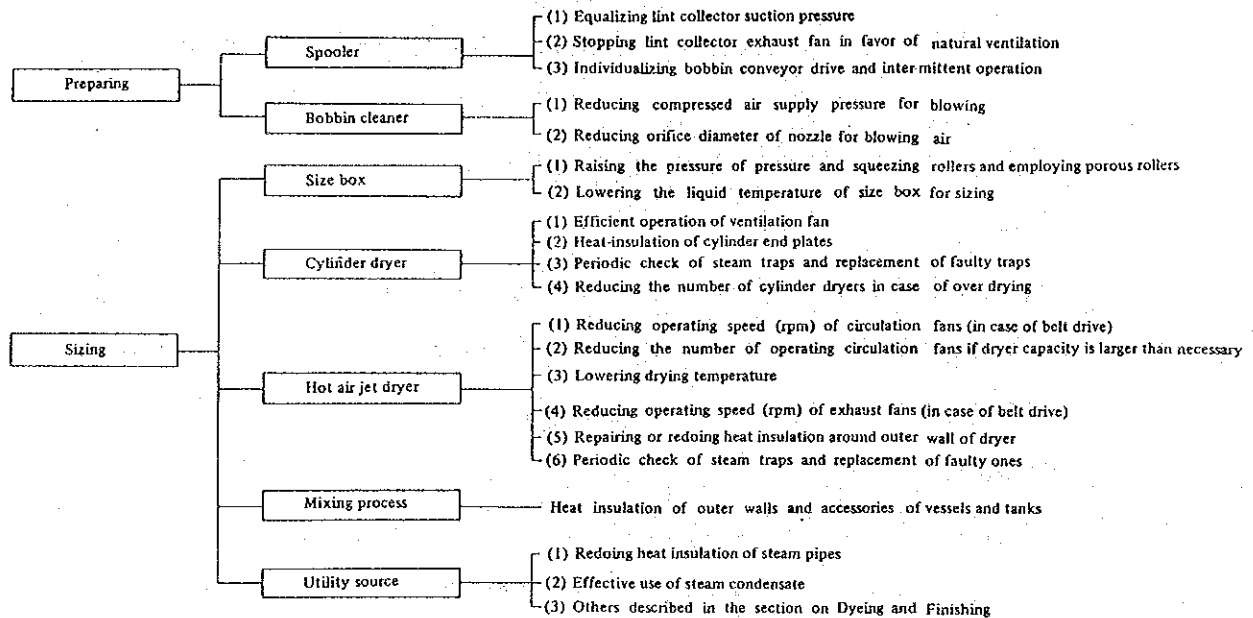 Preparing
Spooler
(1) Equalizing lint collector suction pressure
(2) Stopping lint collector exhaust fan in favor of natural ventilation
(3) Individualizing bobbin conveyor drive and inter-mittent operation
Bobbin cleaner
(1) Reducing compressed air supply pressure for blowing
(2) Reducing orifice diameter of nozzle for blowing air
Sizing
Size box
(1) Raising the pressure of pressure and squeezing rollers and employing porous rollers
(2) Lowering the liquid temperature of size box for sizing
Cylinder dryer
(1) Efficient operation of ventilation fan
(2) Heat-insulation of cylinder end plates
(3) Periodic check of steam traps and replacement of faulty traps
(4) Reducing the number of cylinder dryers in case of over drying
Hot air jet dryer
(1) Reducing operating speed (rpm) of circulation fans (in case of belt drive)
(2) Reducing the number of operating circulation fans if dryer capacity is larger than necessary
(3) Lowering drying temperature
(4) Reducing operating speed (rpm) of exhaust fans (in case of belt drive)
(5) Repairing or redoing heat insulation around outer wall of dryer
(6) Periodic check of steam traps and replacement of faulty ones
Mixing process
Heat insulation of outer walls and accessories of vessels and tanks
Utility source
(1) Redoing heat insulation of steam pipes
(2) Effective use of steam condensate
(3) Others described in the section on Dyeing and Finishing